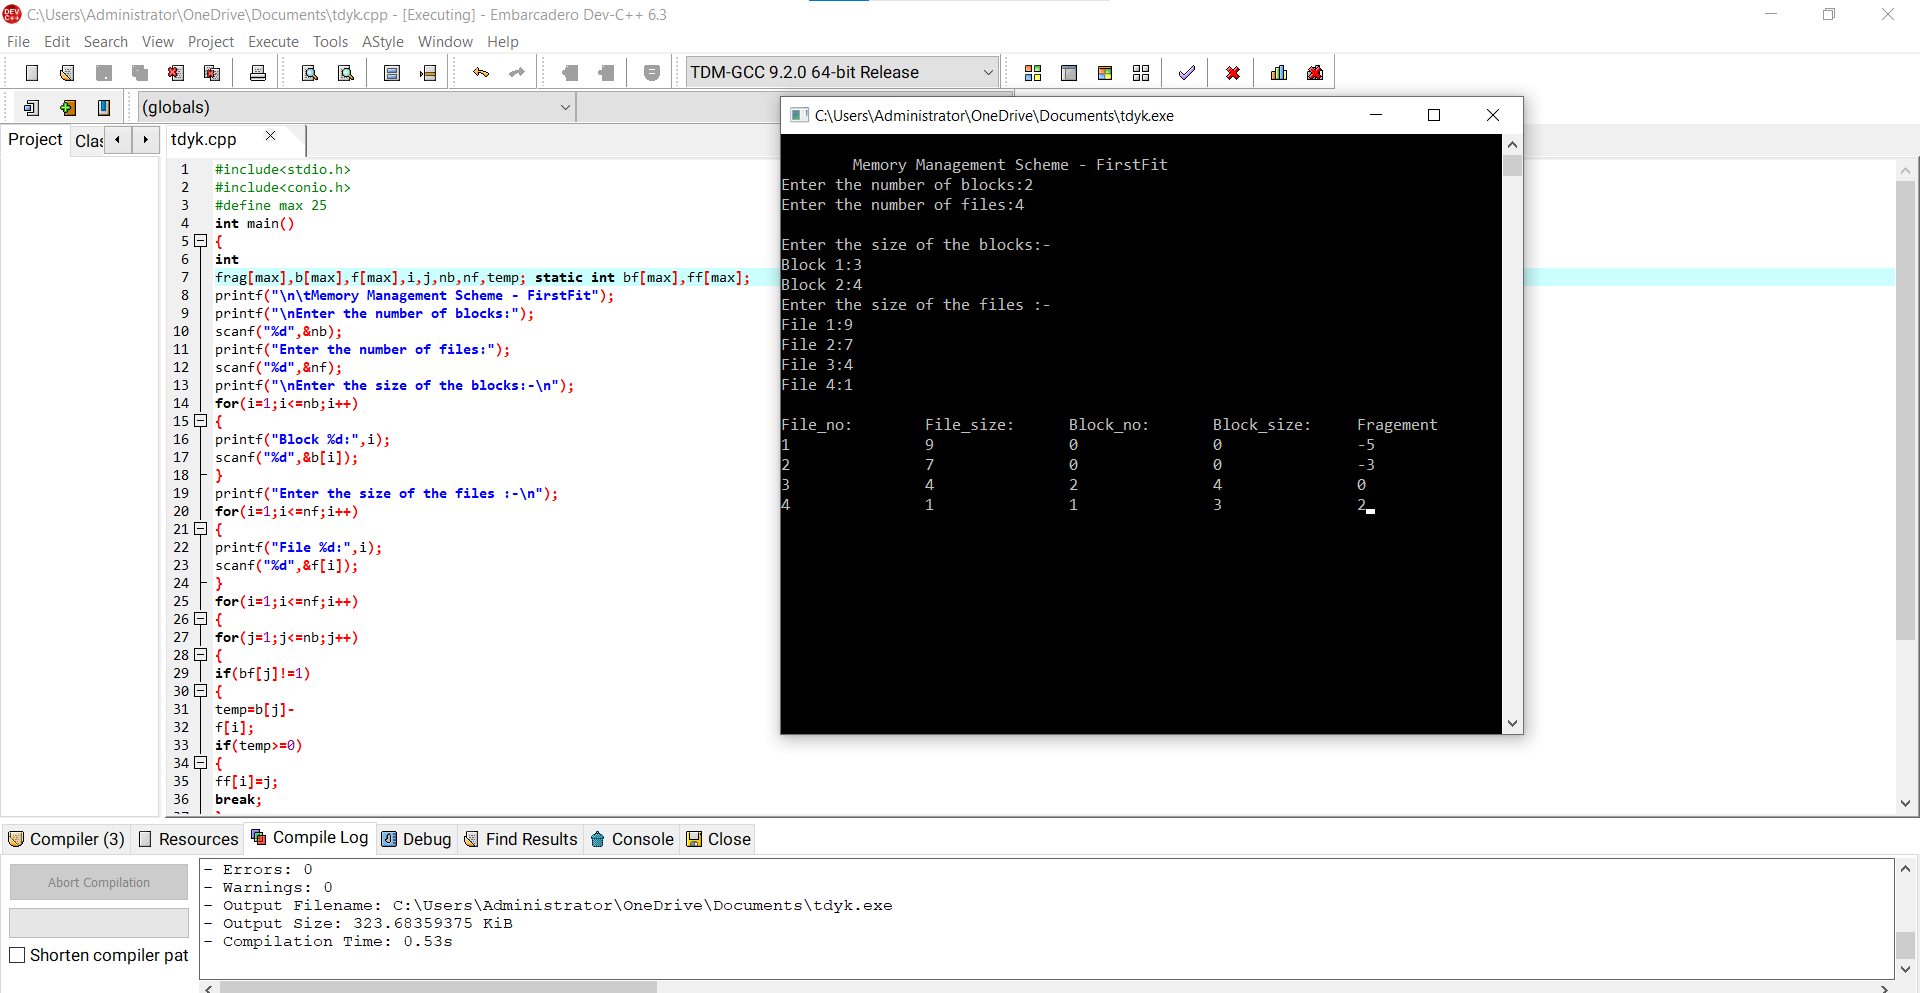 C:\Users\Administrator\OneDrive\Documents\tdyk.cpp - [Executing] - Embarcadero Dev-C++ 6.3
File Edit Search View Project Execute Tools AStyle Window Help
TDM-GCC 9.2.0 64-bit Release
(globals)
Project Clas tdyk.cpp
1 #include<stdio.h>
2 #include<conio.h>
3 #define max 25
4 int main()
5 {
6 int
7 frag[max],b[max],f[max],i,j,nb,nf,temp; static int bf[max],ff[max];
8 printf("\n\tMemory Management Scheme - FirstFit");
9 printf("\nEnter the number of blocks:");
10 scanf("%d",&nb);
11 printf("Enter the number of files:");
12 scanf("%d",&nf);
13 printf("\nEnter the size of the blocks:-\n");
14 for(i=1;i<=nb;i++)
15 {
16 printf("Block %d:",i);
17 scanf("%d",&b[i]);
18 }
19 printf("Enter the size of the files :-\n");
20 for(i=1;i<=nf;i++)
21 {
22 printf("File %d:",i);
23 scanf("%d",&f[i]);
24 }
25 for(i=1;i<=nf;i++)
26 {
27 for(j=1;j<=nb;j++)
28 {
29 if(bf[j]!=1)
30 {
31 temp=b[j]-
32 f[i];
33 if(temp>=0)
34 {
35 ff[i]=j;
36 break;
C:\Users\Administrator\OneDrive\Documents\tdyk.exe
Memory Management Scheme - FirstFit
Enter the number of blocks:2
Enter the number of files:4
Enter the size of the blocks:-
Block 1:3
Block 2:4
Enter the size of the files :-
File 1:9
File 2:7
File 3:4
File 4:1
File_no: File_size: Block_no: Block_size: Fragement
1 9 0 0 -5
2 7 0 0 -3
3 4 2 4 0
4 1 1 3 2
Compiler (3) Resources Compile Log Debug Find Results Console Close
Abort Compilation
Shorten compiler pat
- Errors: 0
- Warnings: 0
- Output Filename: C:\Users\Administrator\OneDrive\Documents\tdyk.exe
- Output Size: 323.68359375 KiB
- Compilation Time: 0.53s